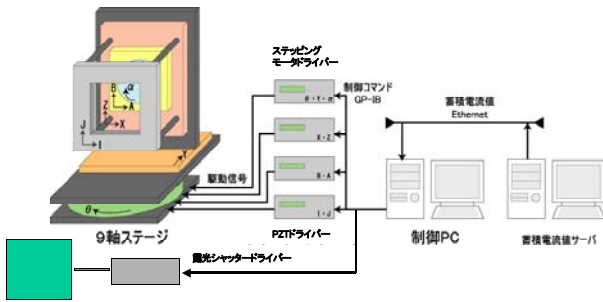 ステッピング
モータドライバー
制御コマンド
GP-IB
蓄積電流値
Ethernet
θ・Y・α
X・Z
B・A
I・J
B
α
A
Z
X
J
I
Y
θ
駆動信号
9軸ステージ
PZTドライバー
制御PC
蓄積電流値サーバ
露光シャッタードライバー